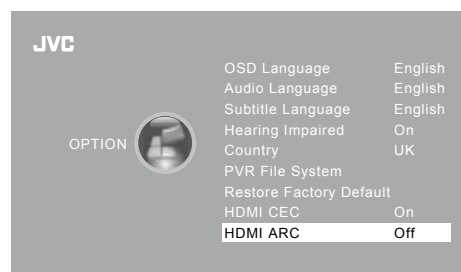 JVC
OPTION
OSD Language English
Audio Language English
Subtitle Language English
Hearing Impaired On
Country UK
PVR File System
Restore Factory Default
HDMI CEC On
HDMI ARC Off